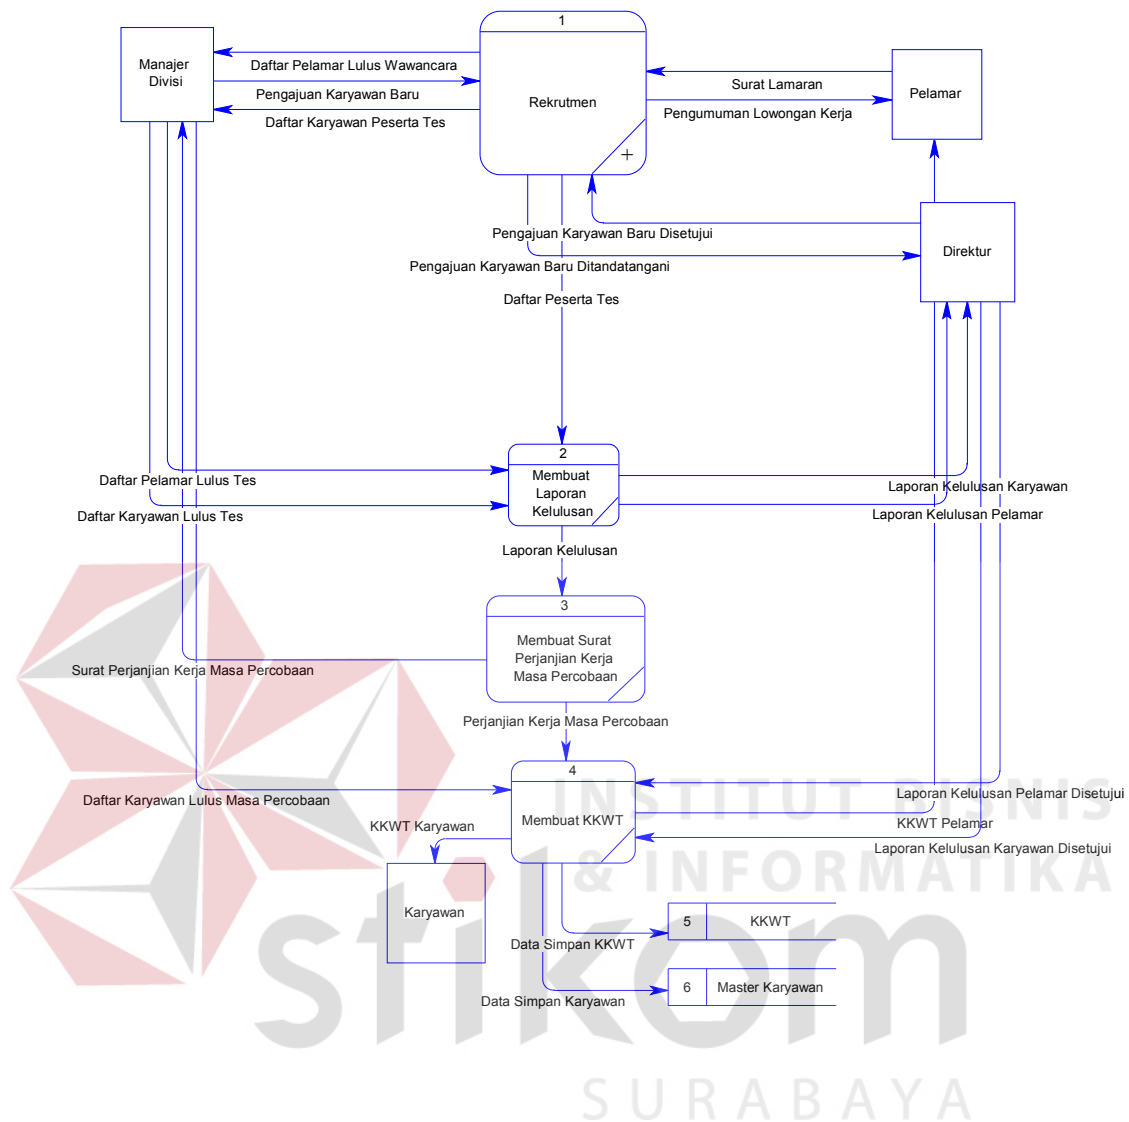 1
Manajer
Divisi
Daftar Pelamar Lulus Wawancara
Rekrutmen
Surat Lamaran
Pelamar
Pengajuan Karyawan Baru
Pengumuman Lowongan Kerja
Daftar Karyawan Peserta Tes
+
Pengajuan Karyawan Baru Disetujui
Direktur
Pengajuan Karyawan Baru Ditandatangani
Daftar Peserta Tes
2
Membuat
Laporan
Kelulusan
Daftar Pelamar Lulus Tes
Laporan Kelulusan Karyawan
Daftar Karyawan Lulus Tes
Laporan Kelulusan Pelamar
Laporan Kelulusan
3
Membuat Surat
Perjanjian Kerja
Masa Percobaan
Surat Perjanjian Kerja Masa Percobaan
Perjanjian Kerja Masa Percobaan
4
Membuat KKWT
Daftar Karyawan Lulus Masa Percobaan
Laporan Kelulusan Pelamar Disetujui
KKWT Karyawan
KKWT Pelamar
Laporan Kelulusan Karyawan Disetujui
Karyawan
5 KKWT
Data Simpan KKWT
6 Master Karyawan
Data Simpan Karyawan
INSTITUT BISNIS
& INFORMATIKA
stikom
SURABAYA